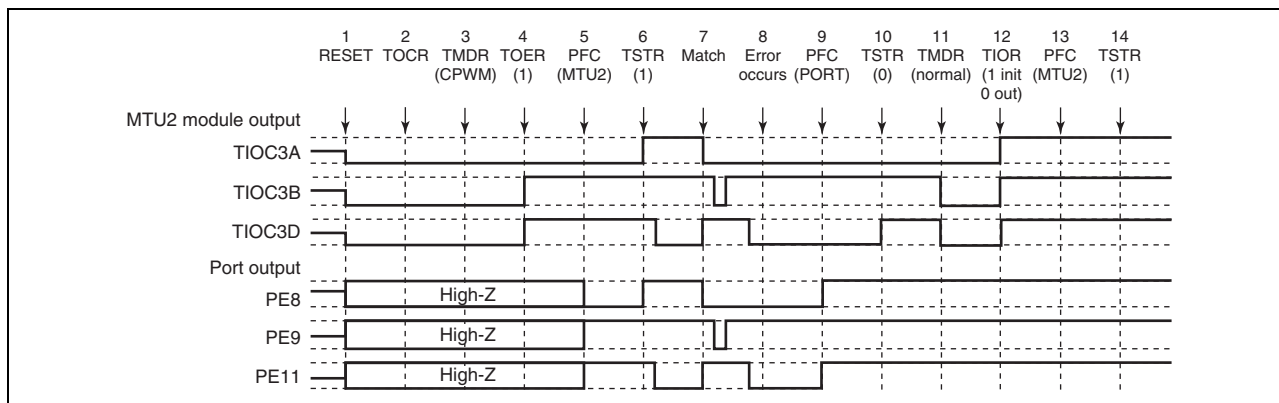 1 2 3 4 5 6 7 8 9 10 11 12 13 14
RESET TOCR TMDR TOER PFC TSTR Match Error PFC TSTR TMDR TIOR PFC TSTR
(CPWM) (1) (MTU2) (1) occurs (PORT) (0) (normal) (1 init (MTU2) (1)
0 out)
MTU2 module output
TIOC3A
TIOC3B
TIOC3D
Port output
PE8 High-Z
PE9 High-Z
PE11 High-Z